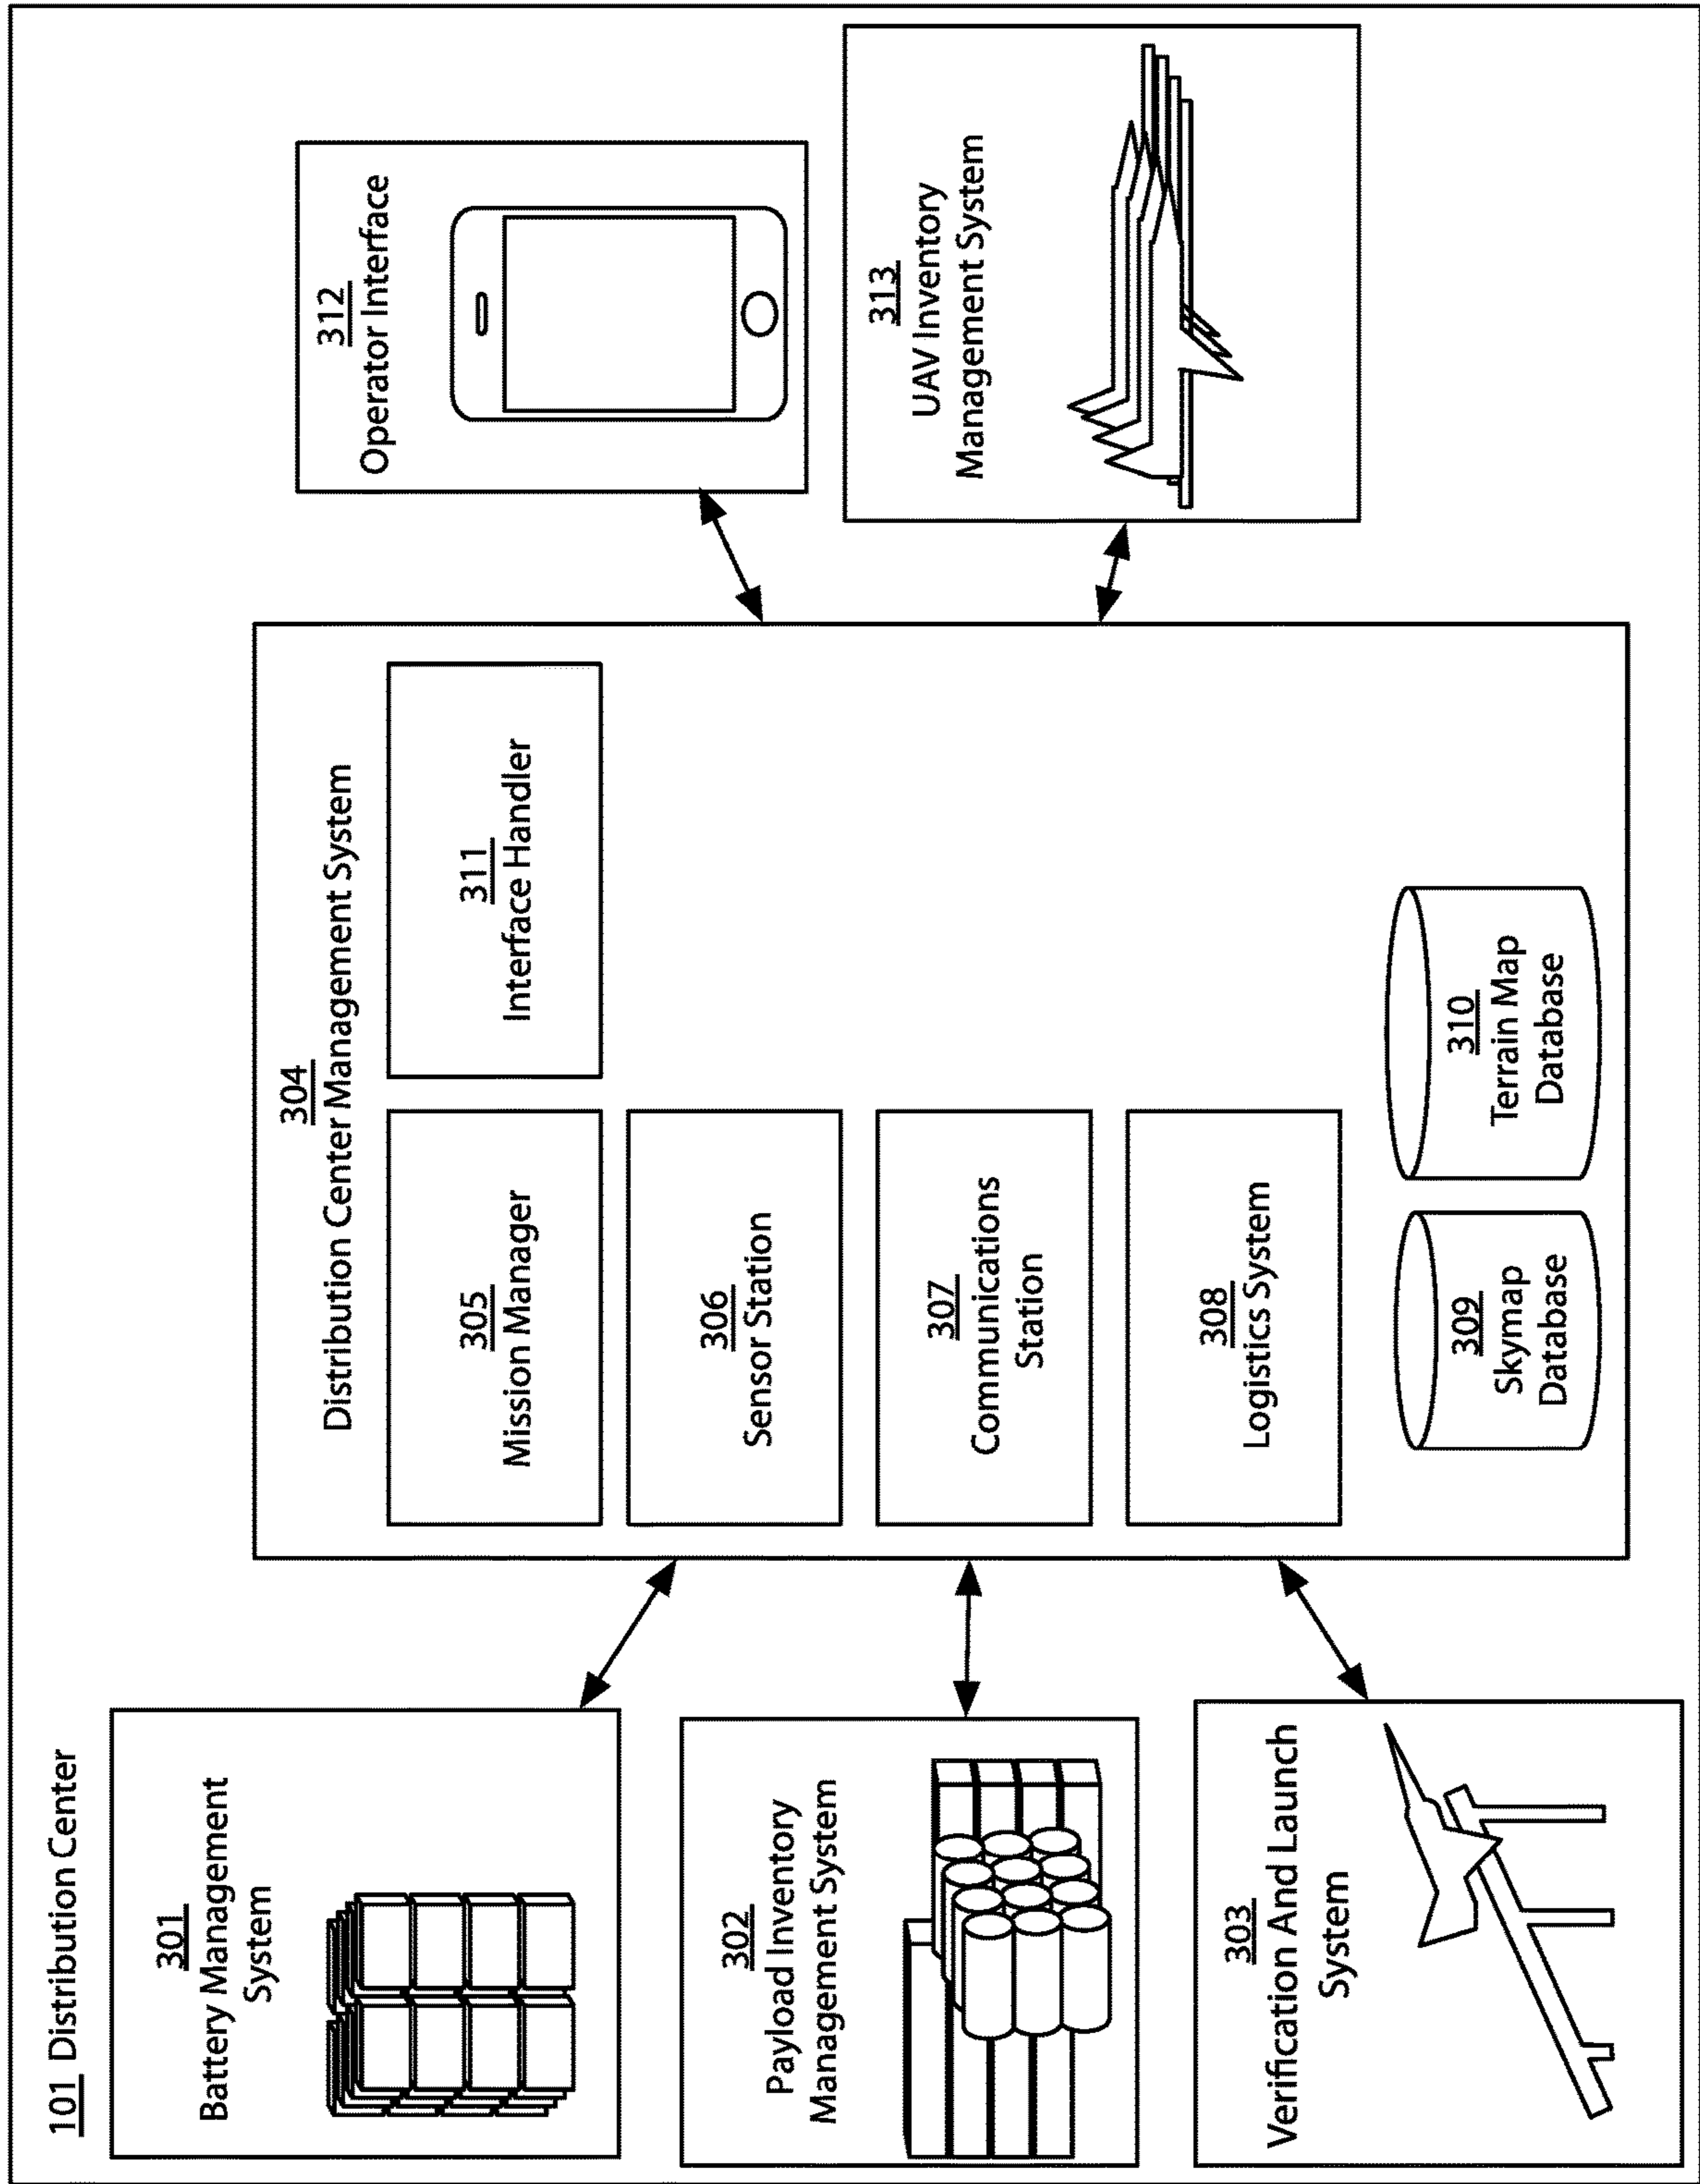 101 Distribution Center
301
Battery Management
System
302
Payload Inventory
Management System
303
Verification And Launch
System
304
Distribution Center Management System
305
Mission Manager
306
Sensor Station
307
Communications
Station
308
Logistics System
309
Skymap
Database
310
Terrain Map
Database
311
Interface Handler
312
Operator Interface
313
UAV Inventory
Management System